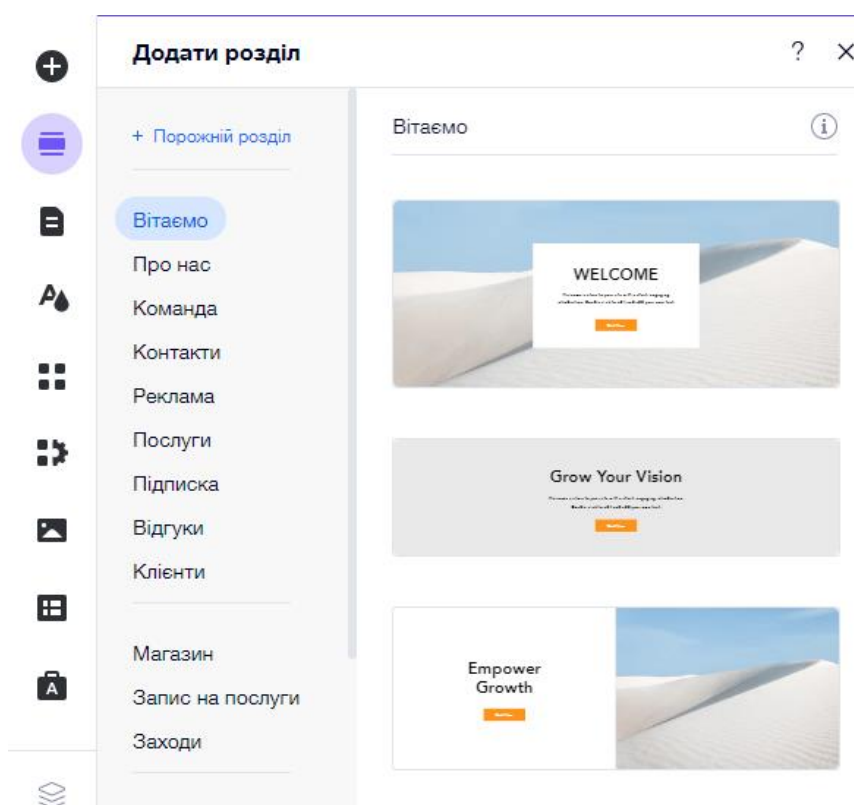 Додати розділ
?
+ Порожній розділ
Вітаємо
Про нас
Команда
Контакти
Реклама
Послуги
Підписка
Відгуки
Клієнти
Магазин
Запис на послуги
Заходи
Вітаємо
i
WELCOME
Grow Your Vision
Empower
Growth
A
A